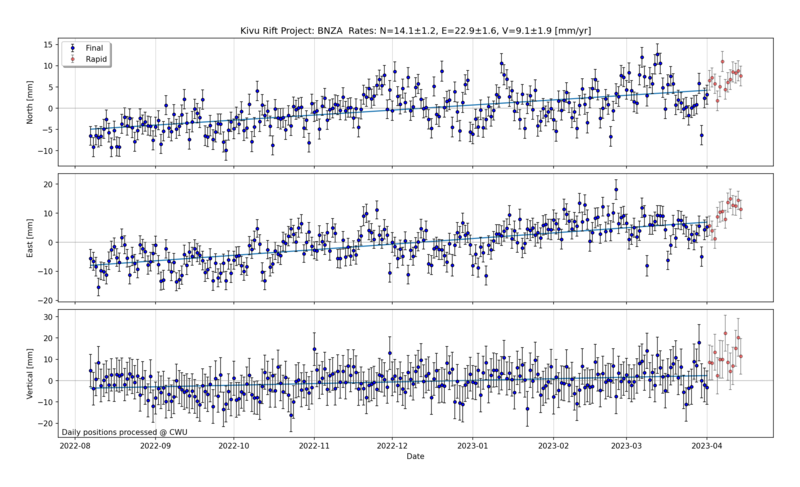 Kivu Rift Project: BNZA Rates: N=14.1±1.2, E=22.9±1.6, V=9.1±1.9 [mm/yr]
Final
Rapid
North [mm]
15
10
5
0
−5
−10
East [mm]
20
10
0
−10
−20
Vertical [mm]
30
20
10
0
−10
−20
Daily positions processed @ CWU
2022-08 2022-09 2022-10 2022-11 2022-12 2023-01 2023-02 2023-03 2023-04
Date